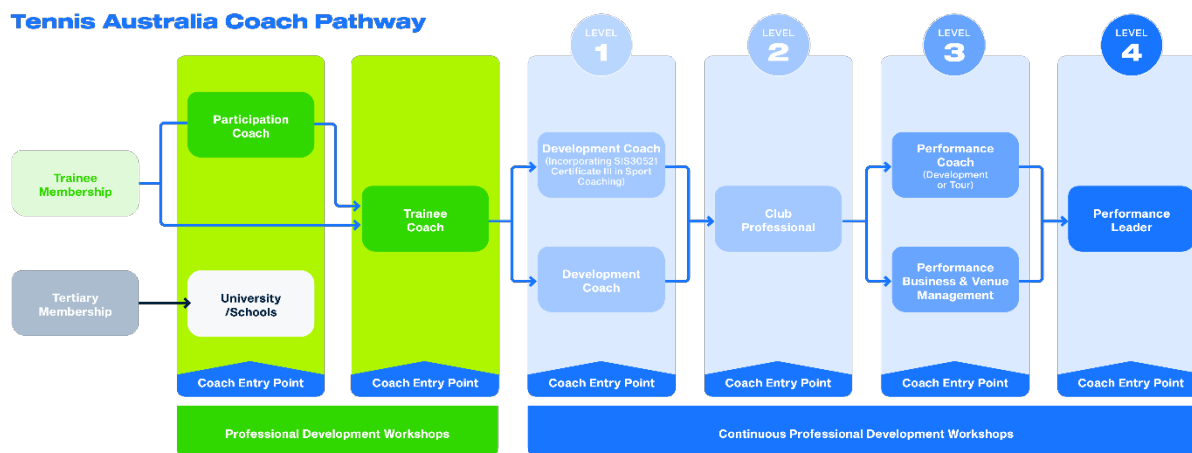 Tennis Australia Coach Pathway
LEVEL
1
LEVEL
2
LEVEL
3
LEVEL
4
Trainee
Membership
Participation
Coach
Trainee
Coach
Development Coach
(Incorporating SIS30521
Certificate III in Sport
Coaching)
Development
Coach
Club
Professional
Performance
Coach
(Development
or Tour)
Performance
Business & Venue
Management
Performance
Leader
Tertiary
Membership
University
/Schools
Coach Entry Point
Coach Entry Point
Coach Entry Point
Coach Entry Point
Coach Entry Point
Coach Entry Point
Professional Development Workshops
Continuous Professional Development Workshops